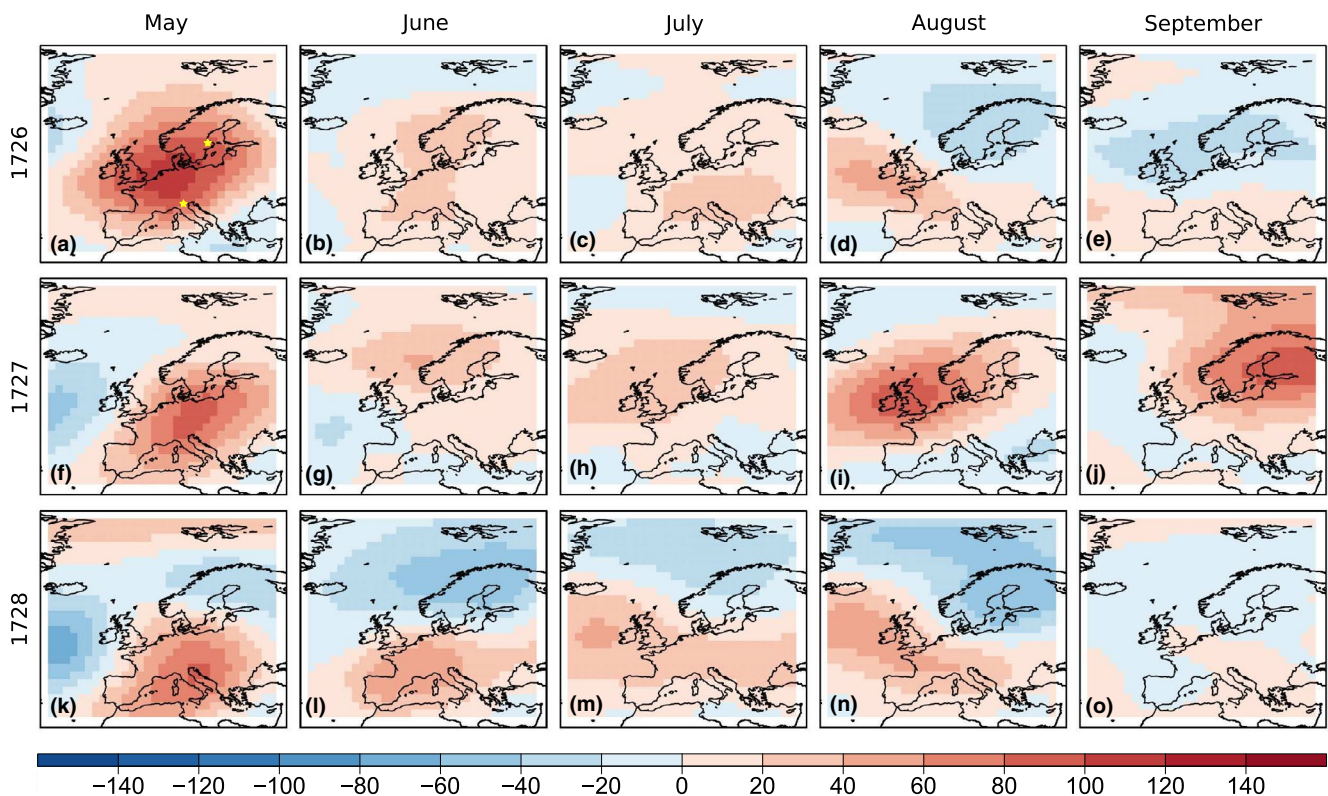 May June July August September
1726
(a) (b) (c) (d) (e)
1727
(f) (g) (h) (i) (j)
1728
(k) (l) (m) (n) (o)
−140 −120 −100 −80 −60 −40 −20 0 20 40 60 80 100 120 140